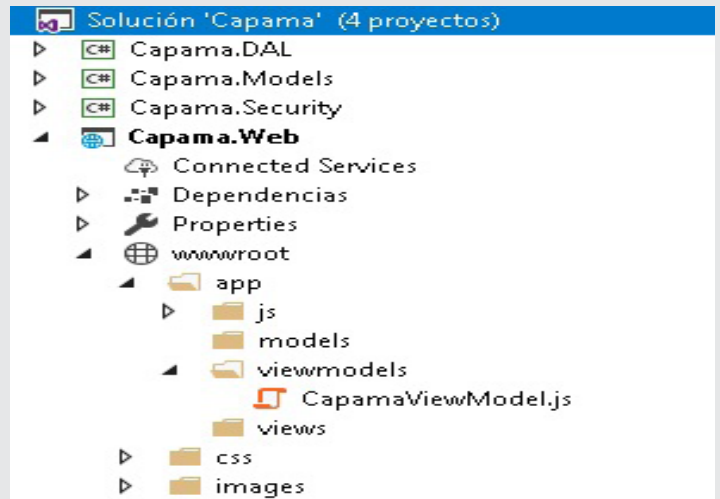 Solución 'Capama' (4 proyectos)
C# Capama.DAL
C# Capama.Models
C# Capama.Security
Capama.Web
Connected Services
Dependencias
Properties
wwwroot
app
js
models
viewmodels
CapamaViewModel.js
views
css
images